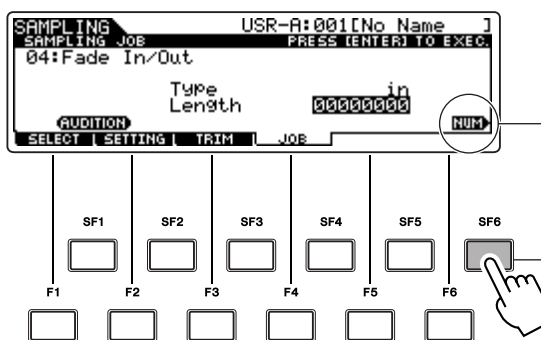 SAMPLING USR-A:001[No Name ]
SAMPLING JOB PRESS [ENTER] TO EXEC.
04:Fade In/Out
Type in
Length 00000000
AUDITION NUM
SELECT SETTING TRIM JOB
SF1 SF2 SF3 SF4 SF5 SF6
F1 F2 F3 F4 F5 F6